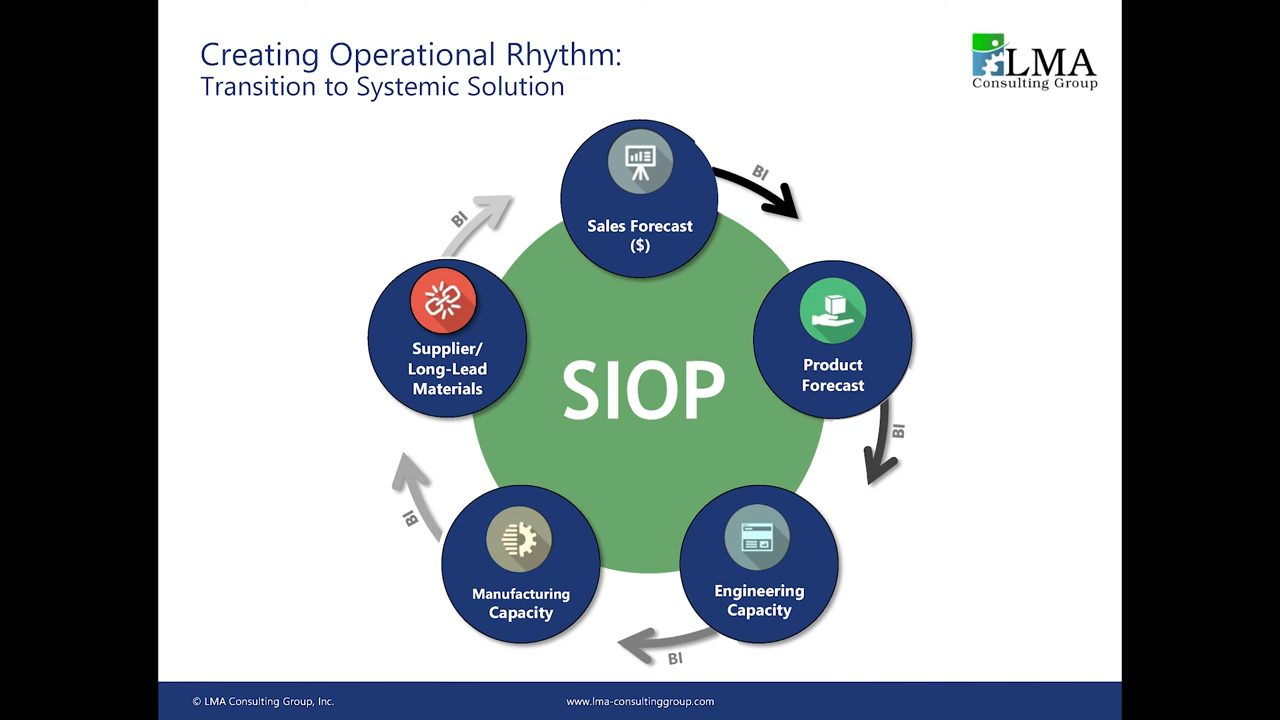 Creating Operational Rhythm:
Transition to Systemic Solution
LMA
Consulting Group
Sales Forecast
($)
BI
Product
Forecast
BI
Engineering
Capacity
BI
Manufacturing
Capacity
BI
Supplier/
Long-Lead
Materials
BI
SIOP
© LMA Consulting Group, Inc.
www.lma-consultinggroup.com